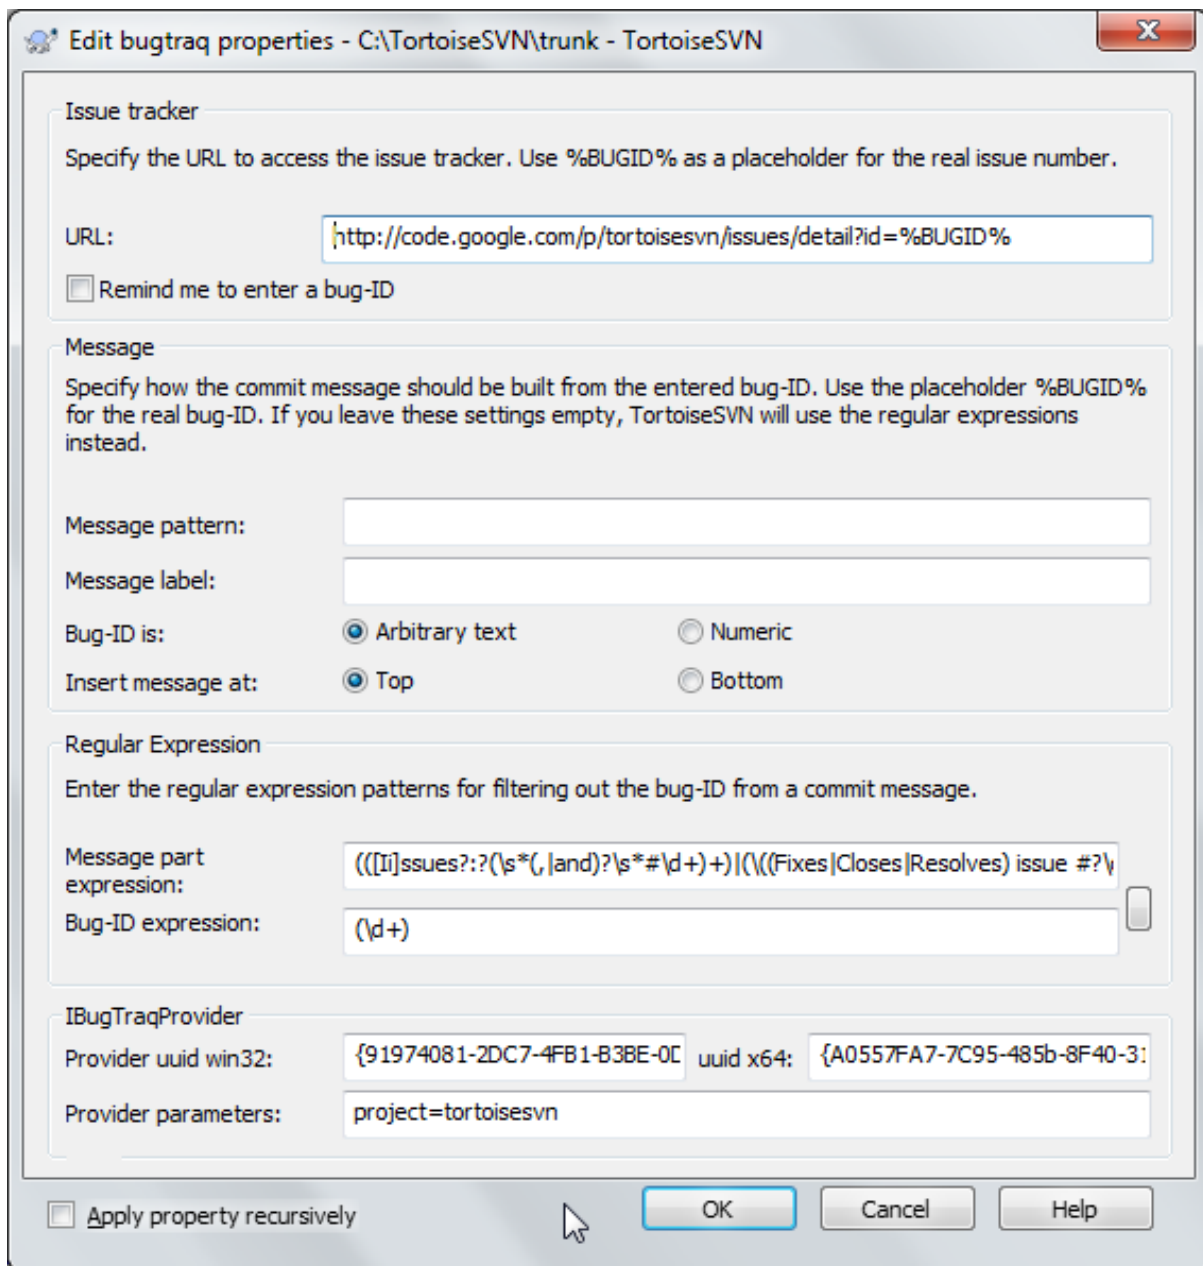 Edit bugtraq properties - C:\TortoiseSVN\trunk - TortoiseSVN
Issue tracker
Specify the URL to access the issue tracker. Use %BUGID% as a placeholder for the real issue number.
URL: http://code.google.com/p/tortoisesvn/issues/detail?id=%BUGID%
Remind me to enter a bug-ID
Message
Specify how the commit message should be built from the entered bug-ID. Use the placeholder %BUGID%
for the real bug-ID. If you leave these settings empty, TortoiseSVN will use the regular expressions
instead.
Message pattern:
Message label:
Bug-ID is: Arbitrary text Numeric
Insert message at: Top Bottom
Regular Expression
Enter the regular expression patterns for filtering out the bug-ID from a commit message.
Message part
expression: (([Ii]ssues?:?(\s*(,|and)?\s*#\d+)+)|(\((Fixes|Closes|Resolves) issue #?\
Bug-ID expression: (\d+)
IBugTraqProvider
Provider uuid win32: {91974081-2DC7-4FB1-B3BE-0D uuid x64: {A0557FA7-7C95-485b-8F40-31
Provider parameters: project=tortoisesvn
Apply property recursively OK Cancel Help